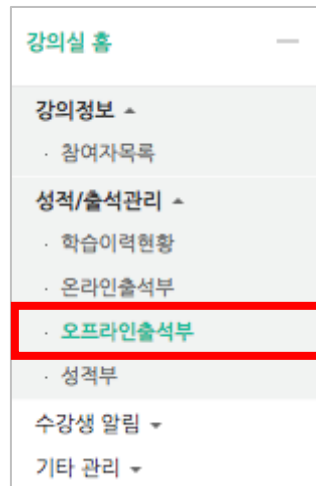 강의실 홈
강의정보
· 참여자목록
성적/출석관리
· 학습이력현황
· 온라인출석부
· 오프라인출석부
· 성적부
수강생 알림
기타 관리